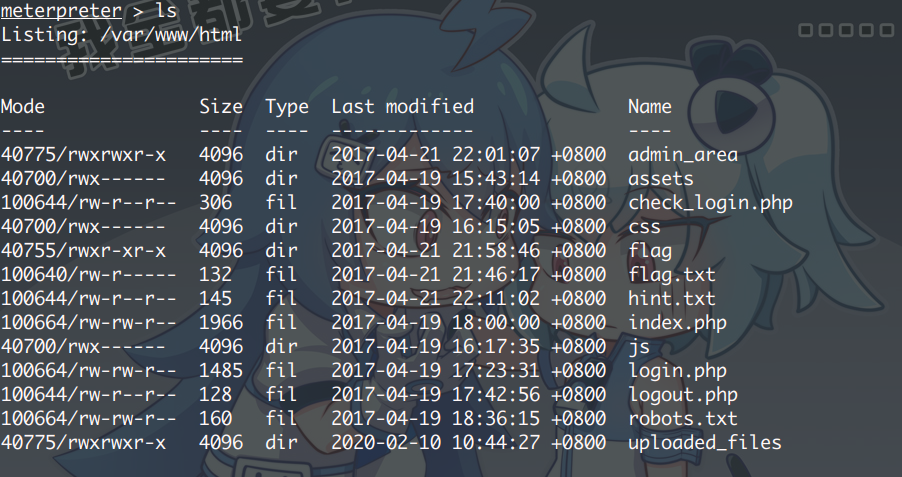 meterpreter > ls
Listing: /var/www/html
======================
Mode Size Type Last modified Name
---- ---- ---- ------------- ----
40775/rwxrwxr-x 4096 dir 2017-04-21 22:01:07 +0800 admin_area
40700/rwx------ 4096 dir 2017-04-19 15:43:14 +0800 assets
100644/rw-r--r-- 306 fil 2017-04-19 17:40:00 +0800 check_login.php
40700/rwx------ 4096 dir 2017-04-19 16:15:05 +0800 css
40755/rwxr-xr-x 4096 dir 2017-04-21 21:58:46 +0800 flag
100640/rw-r----- 132 fil 2017-04-21 21:46:17 +0800 flag.txt
100644/rw-r--r-- 145 fil 2017-04-21 22:11:02 +0800 hint.txt
100664/rw-rw-r-- 1966 fil 2017-04-19 18:00:00 +0800 index.php
40700/rwx------ 4096 dir 2017-04-19 16:17:35 +0800 js
100664/rw-rw-r-- 1485 fil 2017-04-19 17:23:31 +0800 login.php
100644/rw-r--r-- 128 fil 2017-04-19 17:42:56 +0800 logout.php
100664/rw-rw-r-- 160 fil 2017-04-19 18:36:15 +0800 robots.txt
40775/rwxrwxr-x 4096 dir 2020-02-10 10:44:27 +0800 uploaded_files